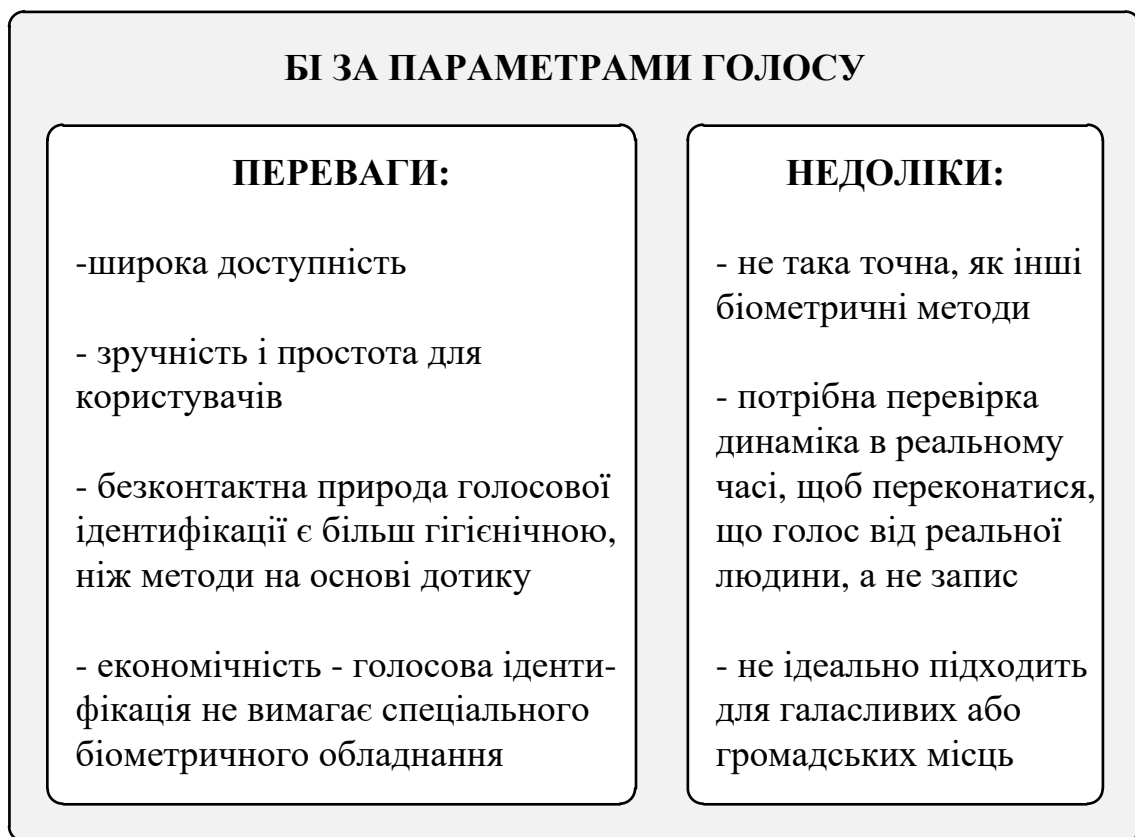 БІ ЗА ПАРАМЕТРАМИ ГОЛОСУ
ПЕРЕВАГИ:
-широка доступність
- зручність і простота для
користувачів
- безконтактна природа голосової
ідентифікації є більш гігієнічною,
ніж методи на основі дотику
- економічність - голосова іденти-
фікація не вимагає спеціального
біометричного обладнання
НЕДОЛІКИ:
- не така точна, як інші
біометричні методи
- потрібна перевірка
динаміка в реальному
часі, щоб переконатися,
що голос від реальної
людини, а не запис
- не ідеально підходить
для галасливих або
громадських місць